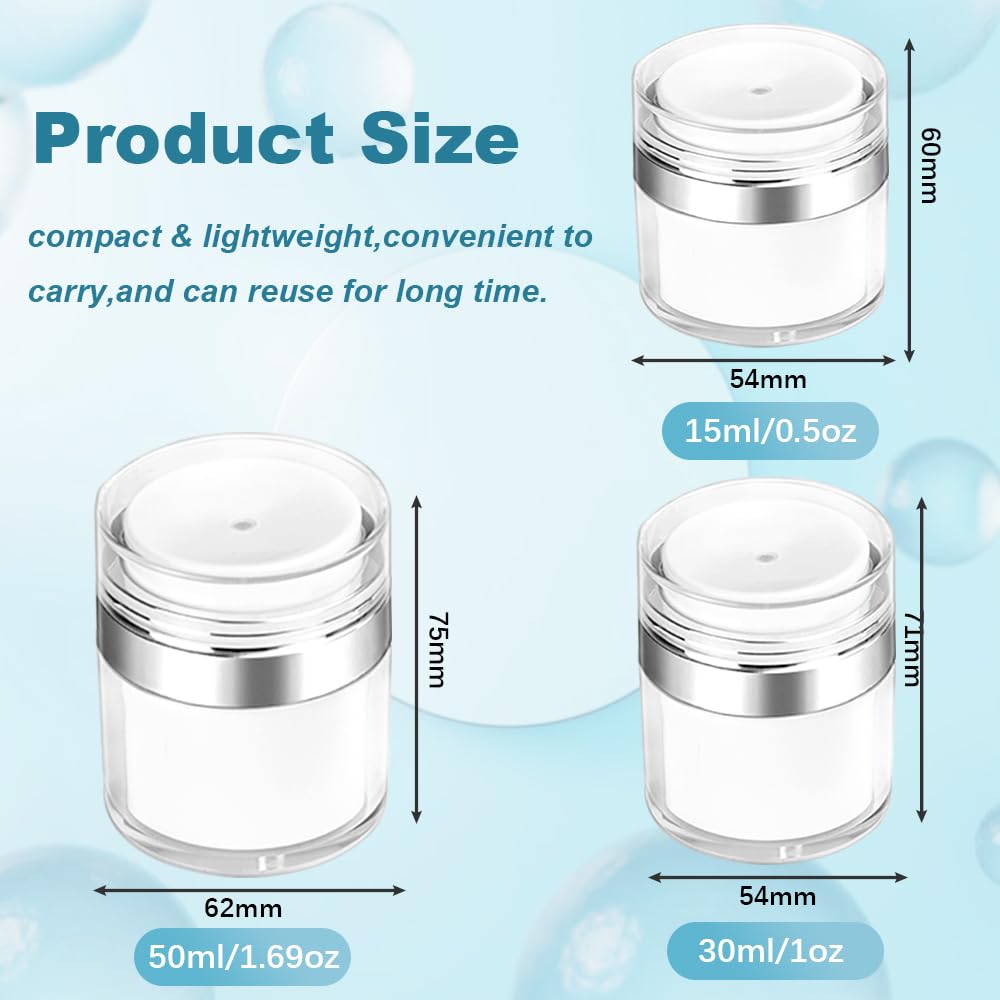 Product Size
compact & lightweight,convenient to
carry,and can reuse for long time.
60mm
54mm
15ml/0.5oz
75mm
62mm
50ml/1.69oz
71mm
54mm
30ml/1oz